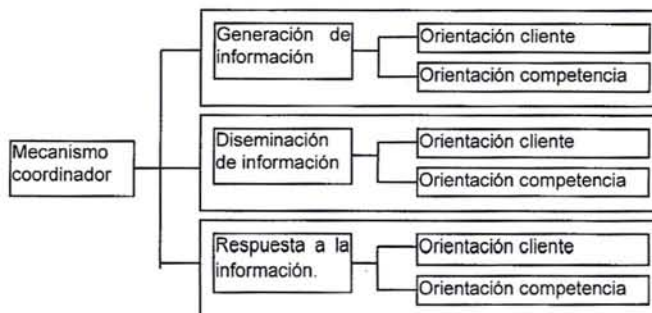 Generación de
información
Orientación cliente
Orientación competencia
Mecanismo
coordinador
Diseminación
de información
Orientación cliente
Orientación competencia
Respuesta a la
información.
Orientación cliente
Orientación competencia